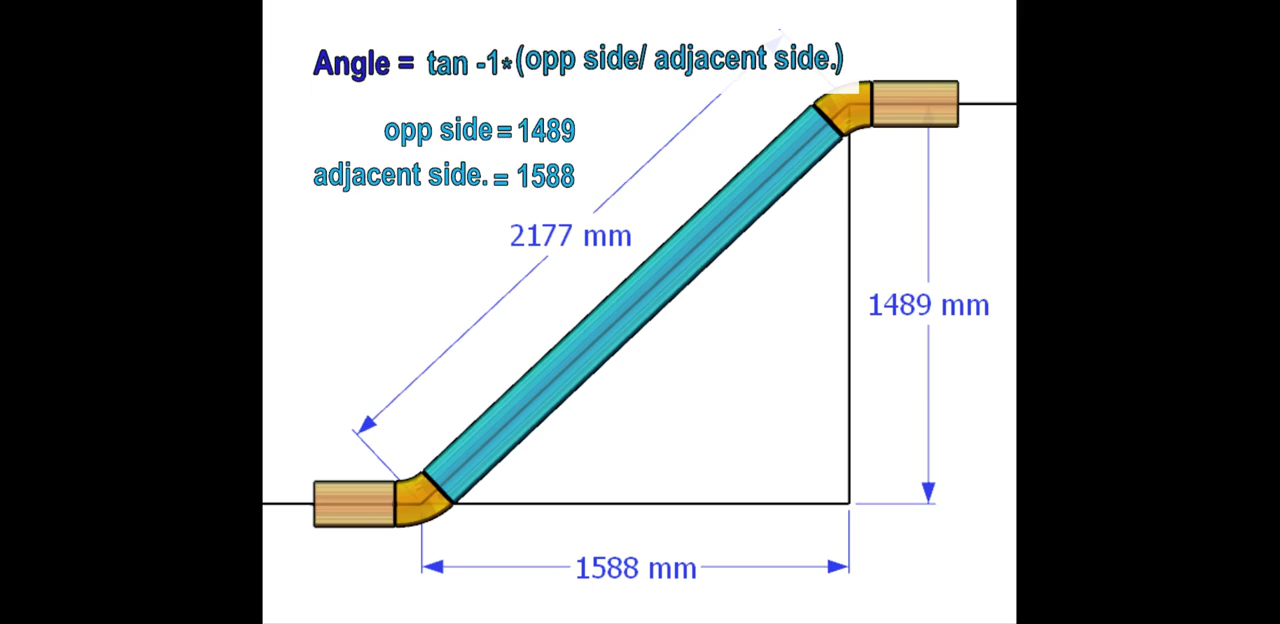 Angle = tan -1*(opp side/ adjacent side.)
opp side = 1489
adjacent side. = 1588
2177 mm
1489 mm
1588 mm